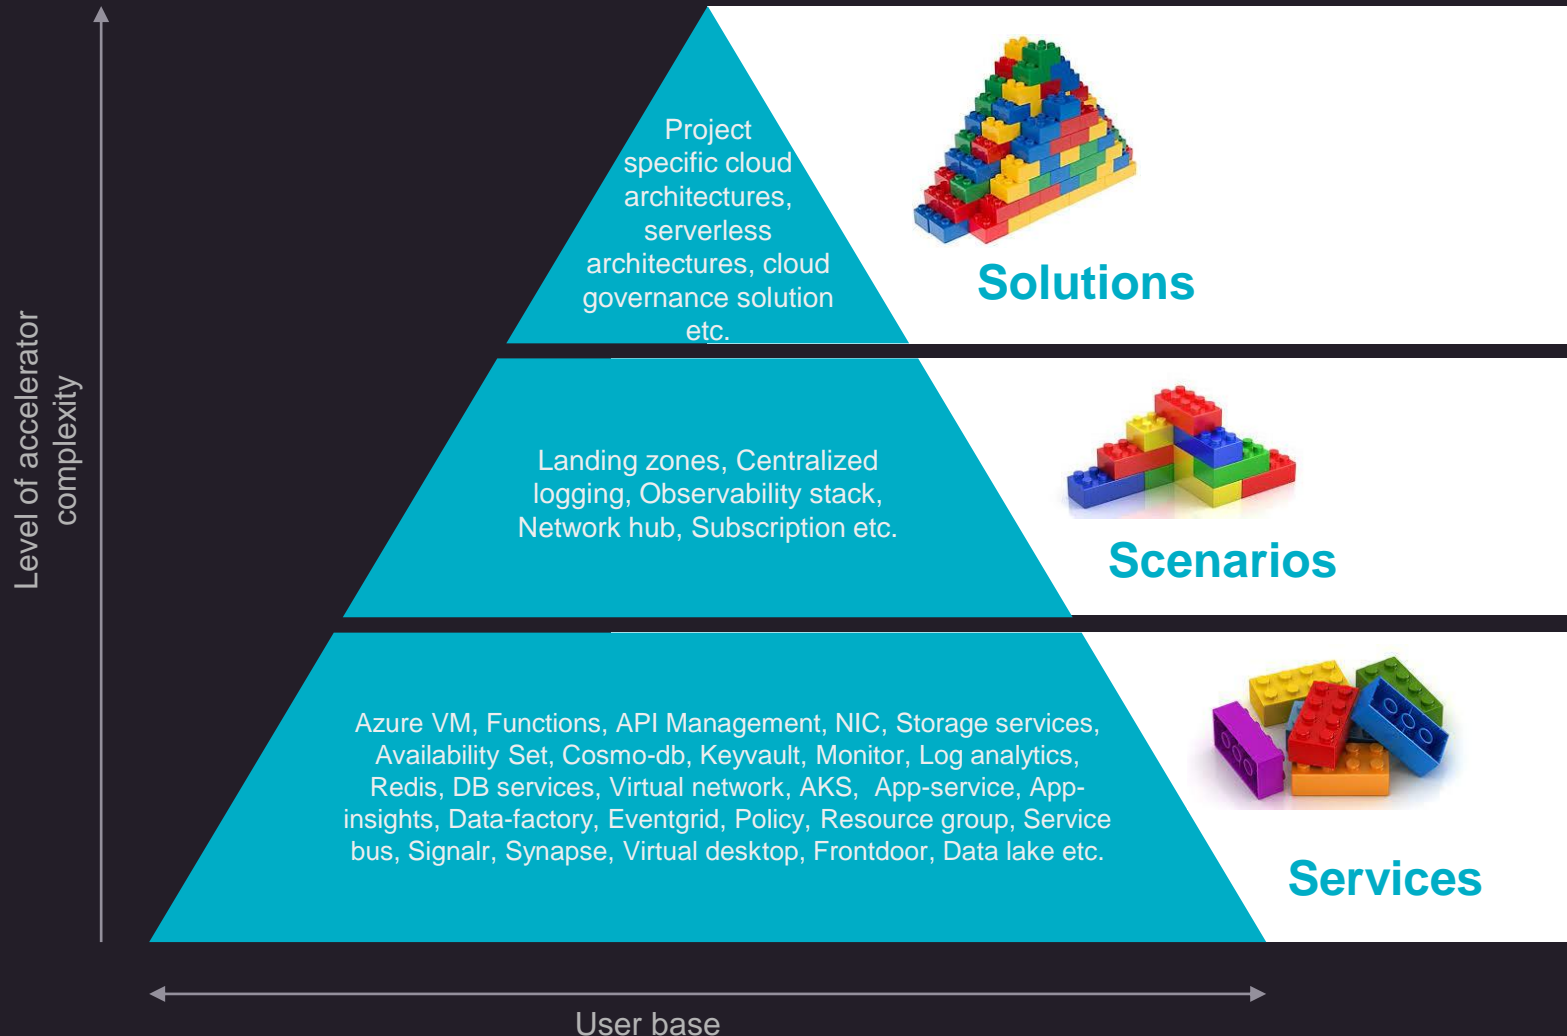 Level of accelerator
complexity
Project
specific cloud
architectures,
serverless
architectures, cloud
governance solution
etc.
Solutions
Landing zones, Centralized
logging, Observability stack,
Network hub, Subscription etc.
Scenarios
Azure VM, Functions, API Management, NIC, Storage services,
Availability Set, Cosmo-db, Keyvault, Monitor, Log analytics,
Redis, DB services, Virtual network, AKS,  App-service, App-
insights, Data-factory, Eventgrid, Policy, Resource group, Service
bus, Signalr, Synapse, Virtual desktop, Frontdoor, Data lake etc.
Services
User base